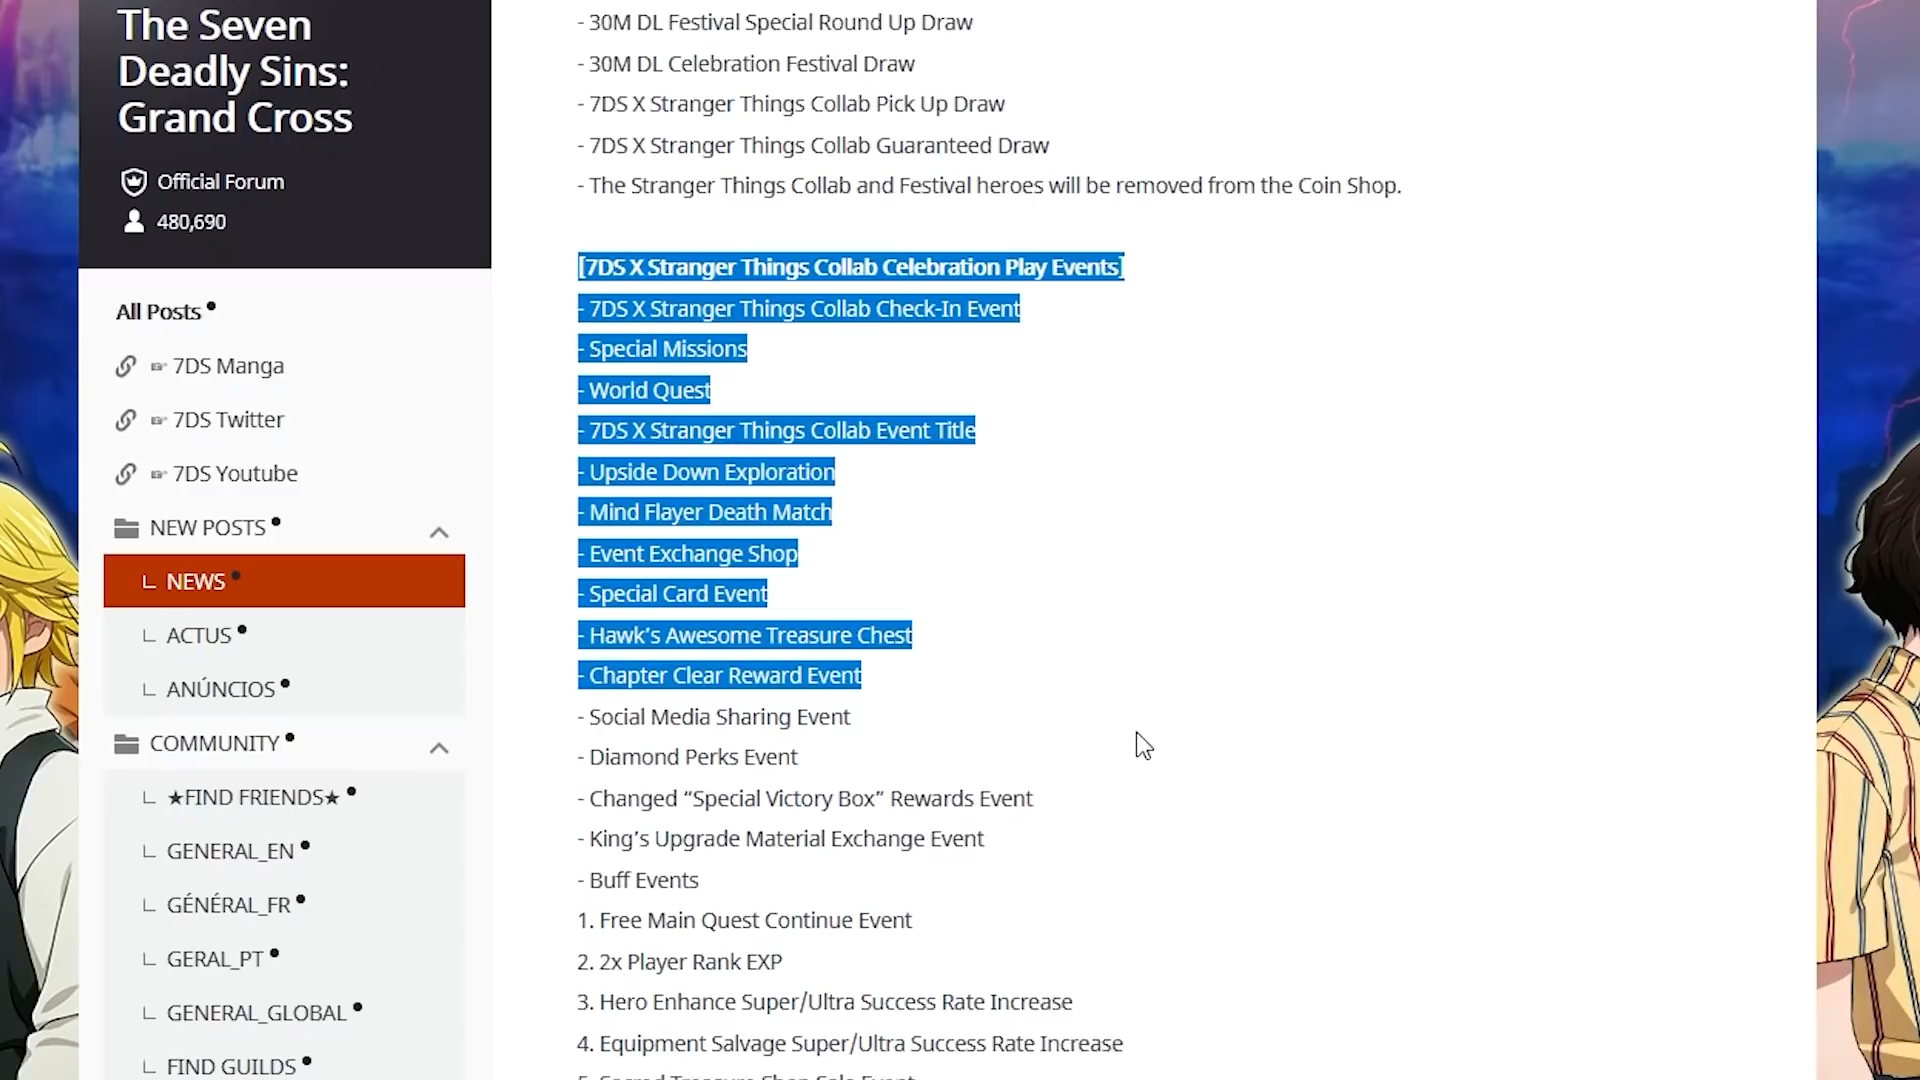 The Seven
Deadly Sins:
Grand Cross
Official Forum
480,690
All Posts
7DS Manga
7DS Twitter
7DS Youtube
NEW POSTS
NEWS
ACTUS
ANÚNCIOS
COMMUNITY
★FIND FRIENDS★
GENERAL_EN
GÉNÉRAL_FR
GERAL_PT
GENERAL_GLOBAL
FIND GUILDS
- 30M DL Festival Special Round Up Draw
- 30M DL Celebration Festival Draw
- 7DS X Stranger Things Collab Pick Up Draw
- 7DS X Stranger Things Collab Guaranteed Draw
- The Stranger Things Collab and Festival heroes will be removed from the Coin Shop.
[7DS X Stranger Things Collab Celebration Play Events]
- 7DS X Stranger Things Collab Check-In Event
- Special Missions
- World Quest
- 7DS X Stranger Things Collab Event Title
- Upside Down Exploration
- Mind Flayer Death Match
- Event Exchange Shop
- Special Card Event
- Hawk’s Awesome Treasure Chest
- Chapter Clear Reward Event
- Social Media Sharing Event
- Diamond Perks Event
- Changed “Special Victory Box” Rewards Event
- King’s Upgrade Material Exchange Event
- Buff Events
1. Free Main Quest Continue Event
2. 2x Player Rank EXP
3. Hero Enhance Super/Ultra Success Rate Increase
4. Equipment Salvage Super/Ultra Success Rate Increase
5. Sacred Treasure Shop Sale Event